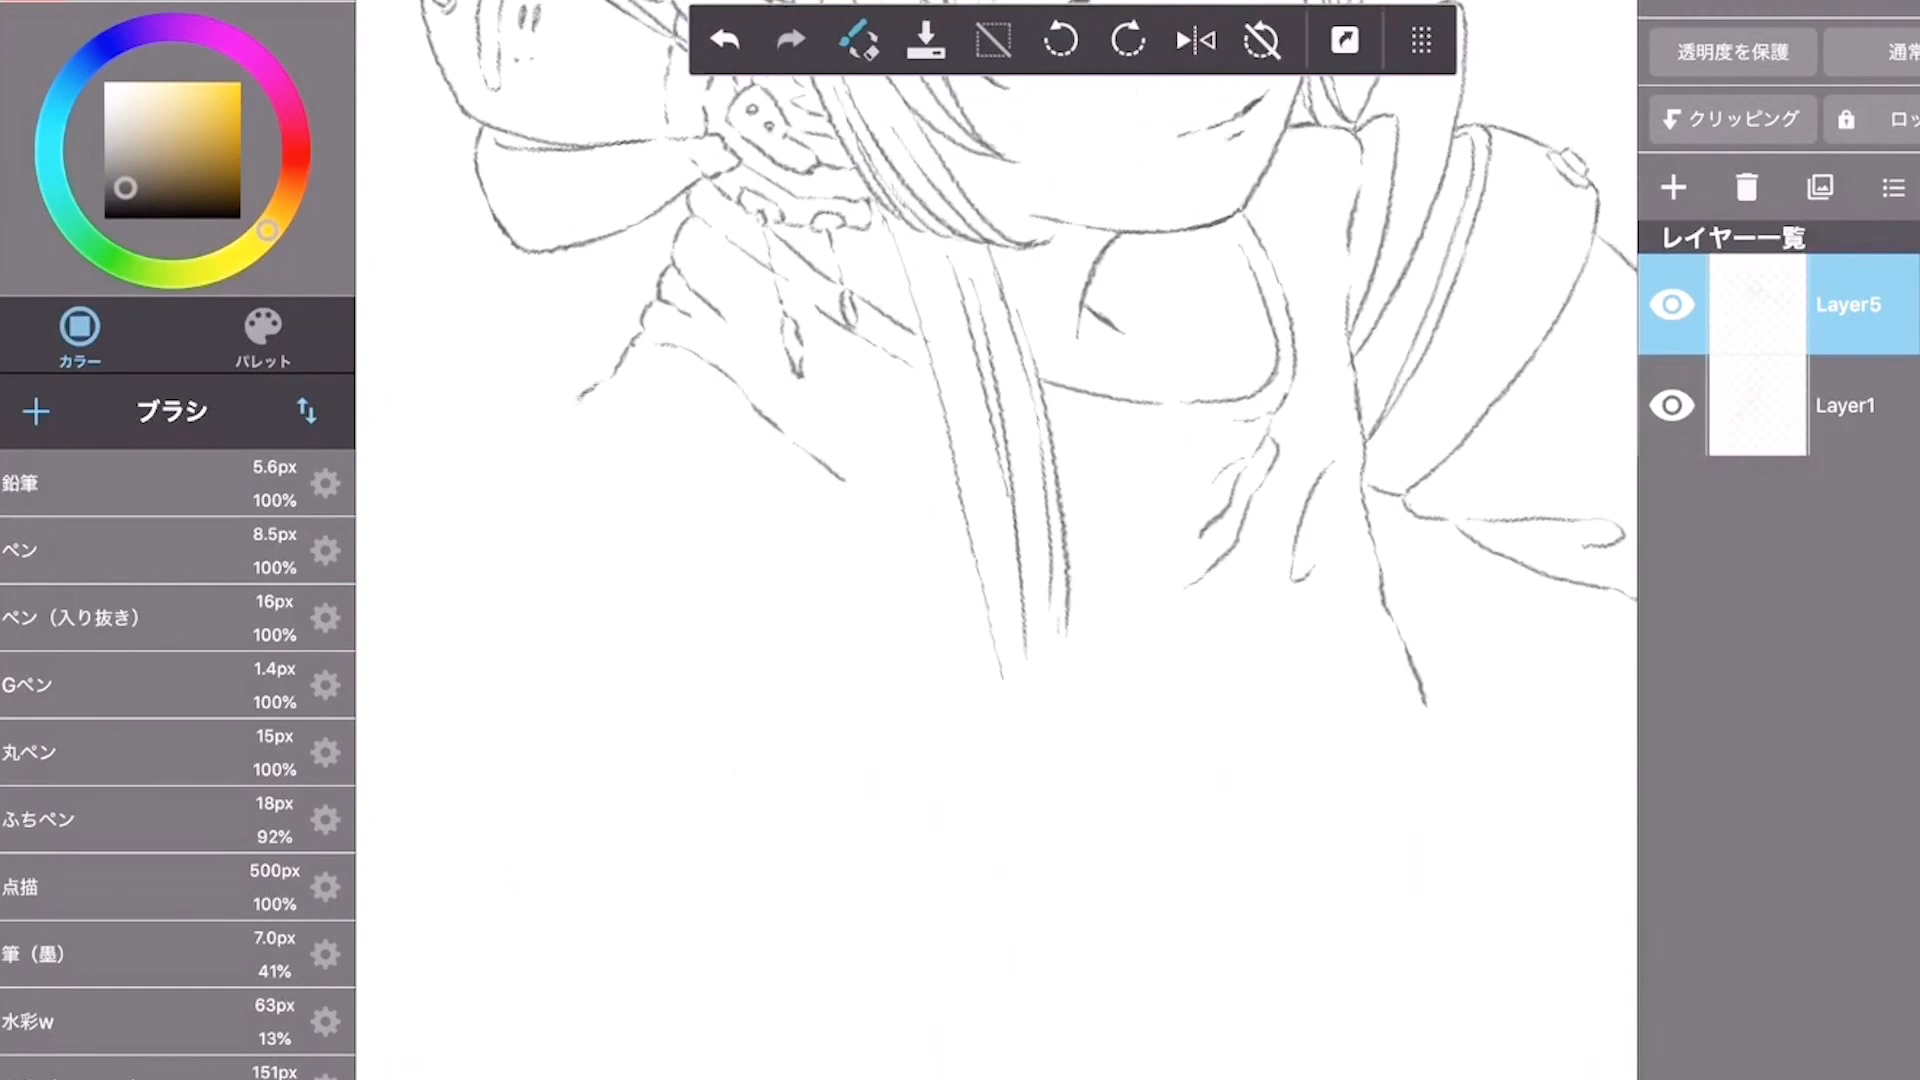 カラー
パレット
ブラシ
鉛筆
5.6px
100%
ペン
8.5px
100%
ペン（入り抜き）
16px
100%
Gペン
1.4px
100%
丸ペン
15px
100%
ふちペン
18px
92%
点描
500px
100%
筆（墨）
7.0px
41%
水彩w
63px
13%
151px
透明度を保護
通常
クリッピング
ロッ
レイヤー一覧
Layer5
Layer1